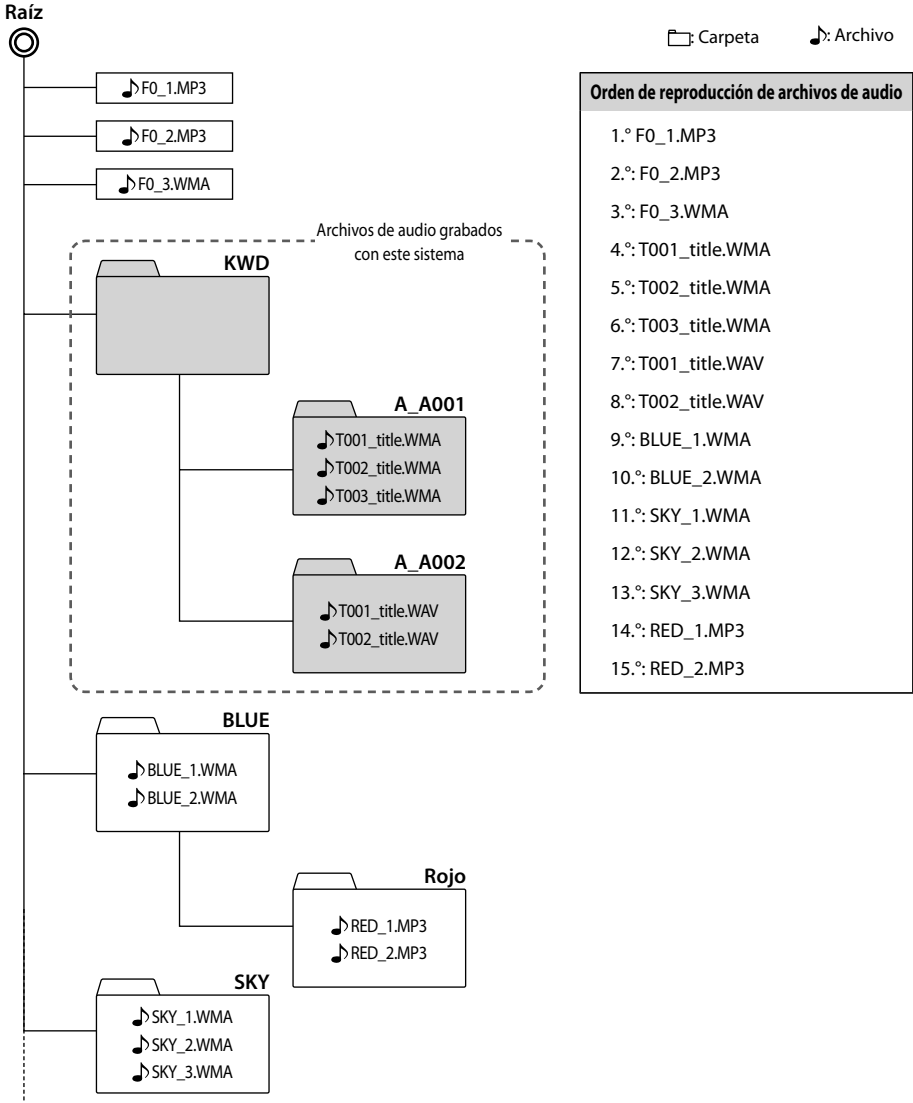 Raíz
: Carpeta
: Archivo
F0_1.MP3
F0_2.MP3
F0_3.WMA
Archivos de audio grabados
con este sistema
KWD
A_A001
T001_title.WMA
T002_title.WMA
T003_title.WMA
A_A002
T001_title.WAV
T002_title.WAV
BLUE
BLUE_1.WMA
BLUE_2.WMA
Rojo
RED_1.MP3
RED_2.MP3
SKY
SKY_1.WMA
SKY_2.WMA
SKY_3.WMA
Orden de reproducción de archivos de audio
1.° F0_1.MP3
2.°: F0_2.MP3
3.°: F0_3.WMA
4.°: T001_title.WMA
5.°: T002_title.WMA
6.°: T003_title.WMA
7.°: T001_title.WAV
8.°: T002_title.WAV
9.°: BLUE_1.WMA
10.°: BLUE_2.WMA
11.°: SKY_1.WMA
12.°: SKY_2.WMA
13.°: SKY_3.WMA
14.°: RED_1.MP3
15.°: RED_2.MP3